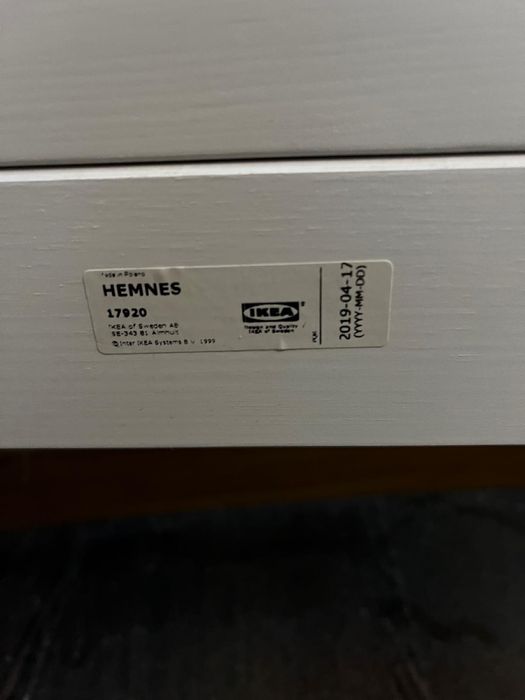 Made in Poland
HEMNES
17920
IKEA of Sweden AB
SE-343 81 Älmhult
© Inter IKEA Systems B.V. 1999
IKEA®
Design and Quality
IKEA of Sweden
2019-04-17
(YYYY-MM-DD)